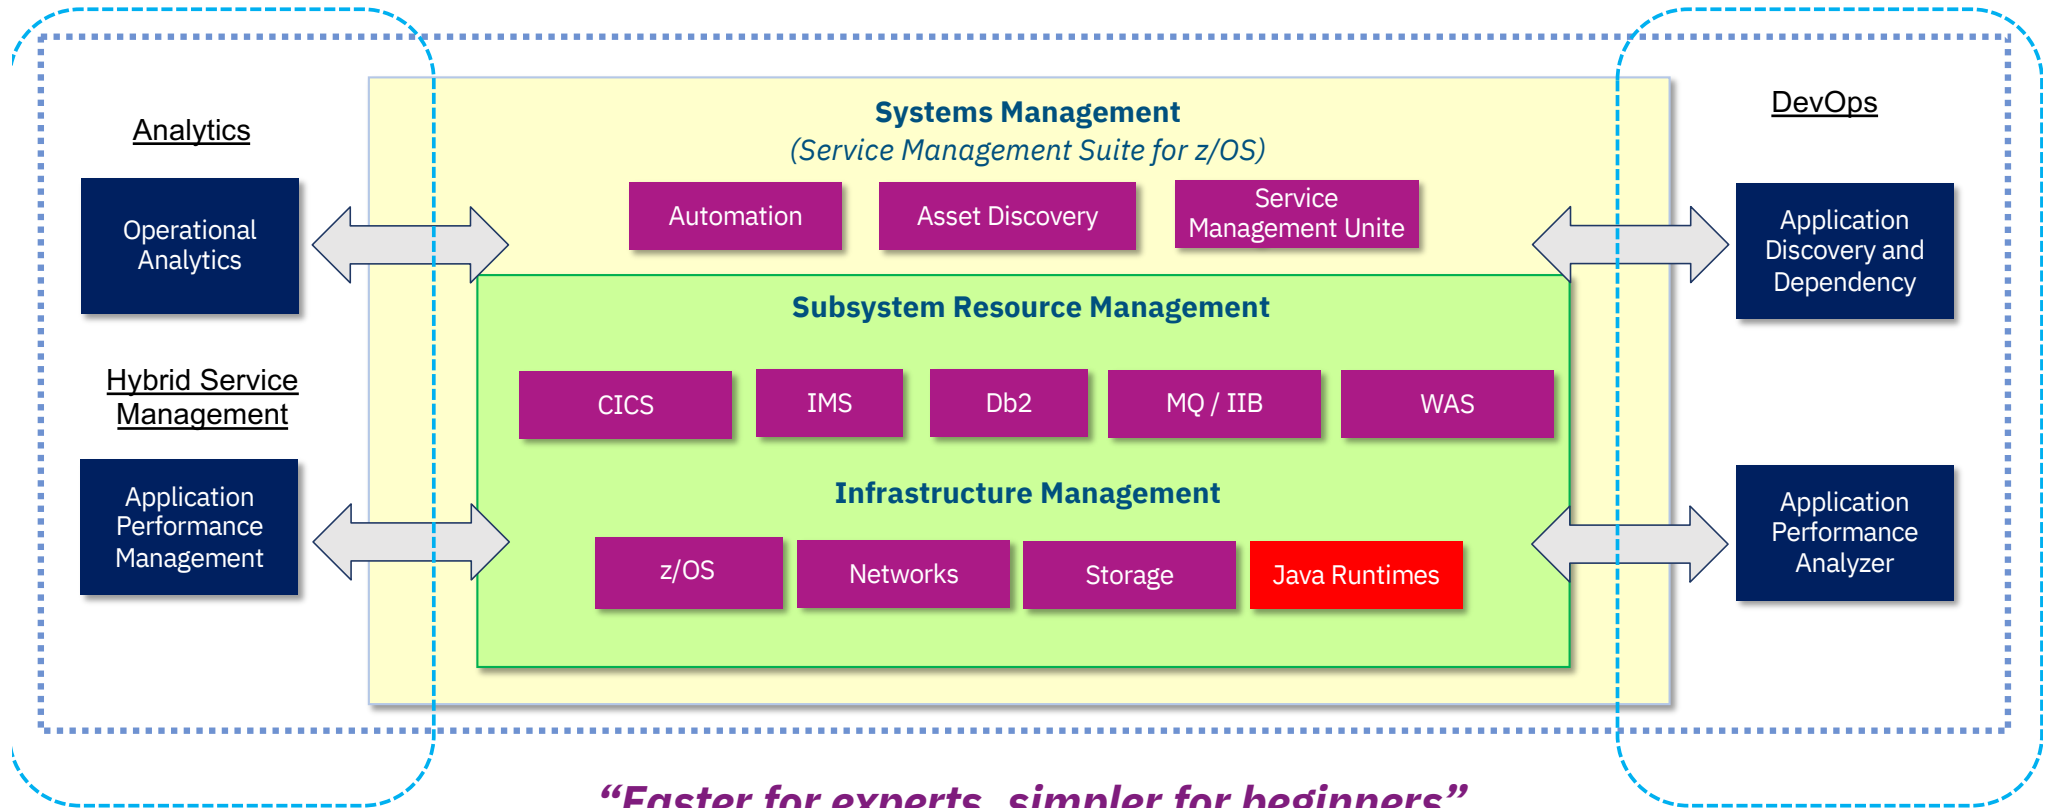 Analytics
Operational
Analytics
Hybrid Service
Management
Application
Performance
Management
Systems Management
(Service Management Suite for z/OS)
Automation
Asset Discovery
Service
Management Unite
Subsystem Resource Management
CICS
IMS
Db2
MQ / IIB
WAS
Infrastructure Management
z/OS
Networks
Storage
Java Runtimes
DevOps
Application
Discovery and
Dependency
Application
Performance
Analyzer
“Faster for experts, simpler for beginners”